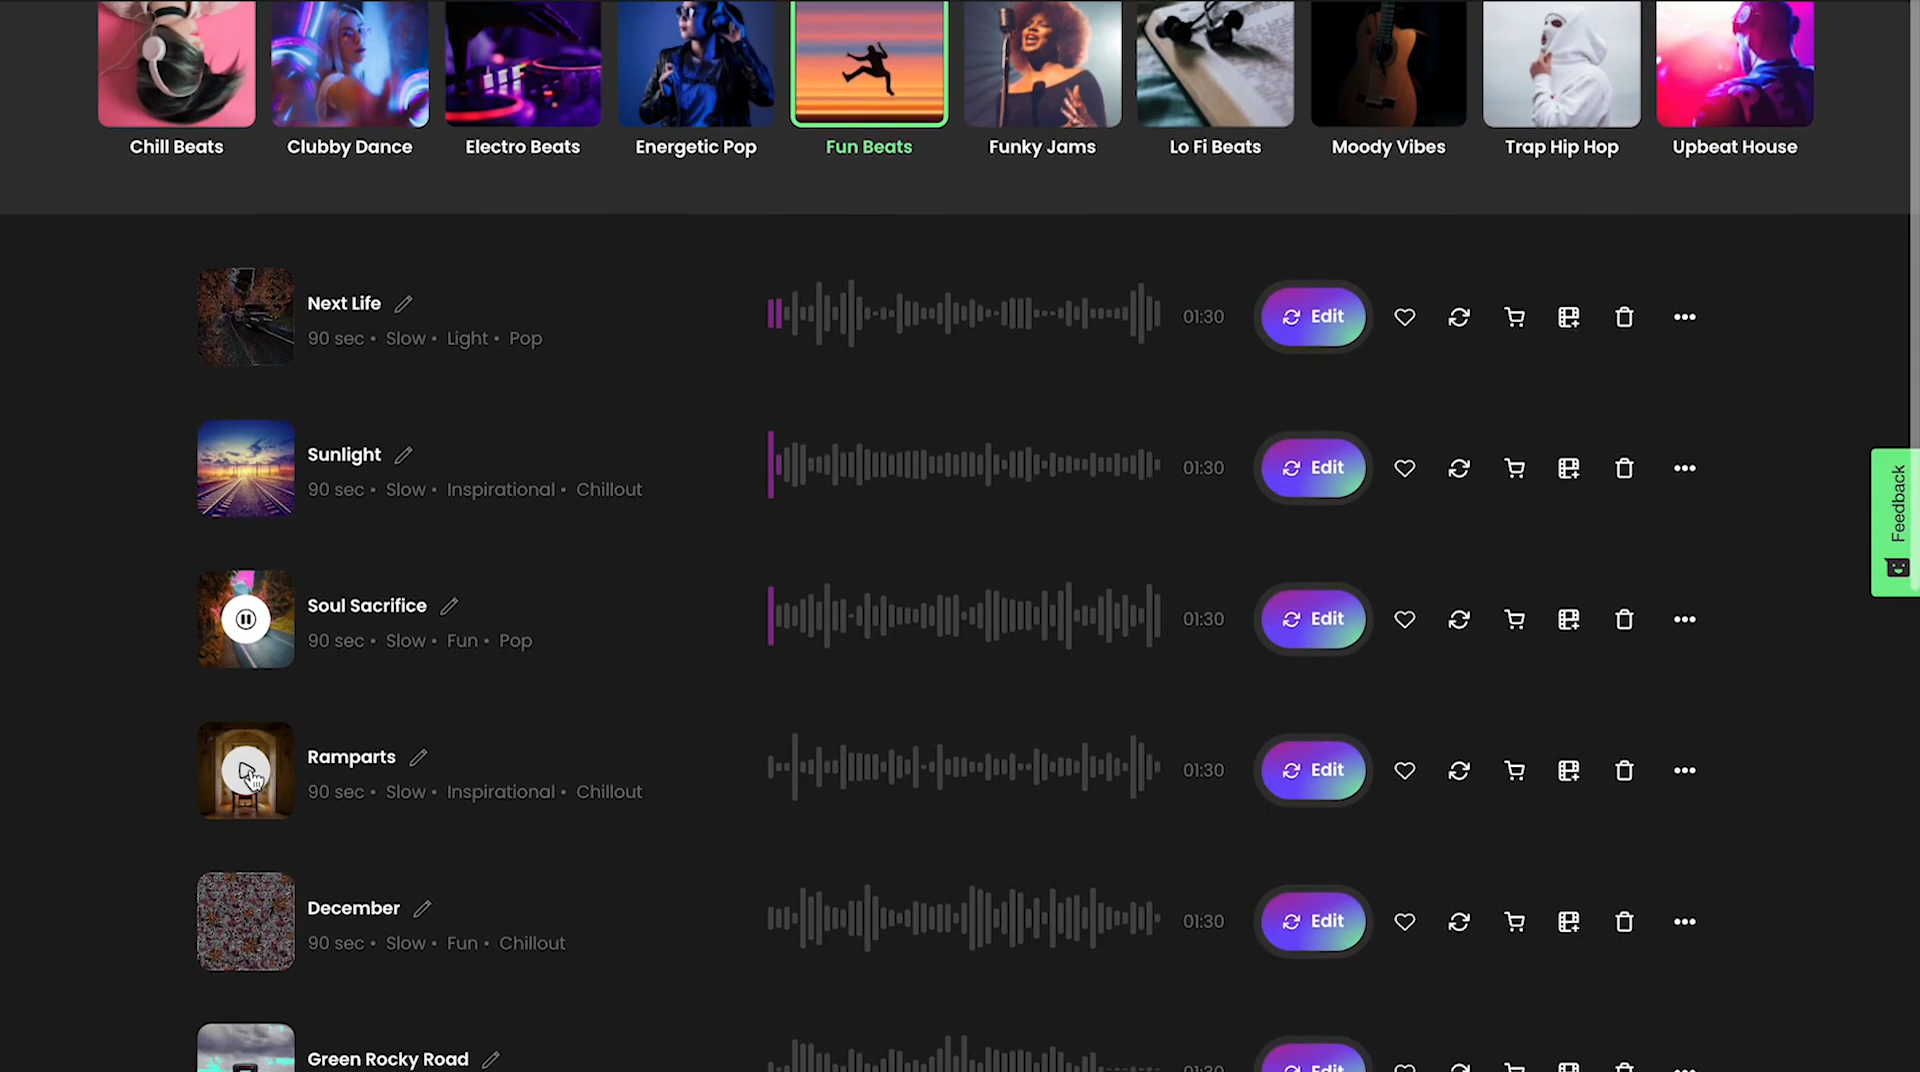 Chill Beats
Clubby Dance
Electro Beats
Energetic Pop
Fun Beats
Funky Jams
Lo Fi Beats
Moody Vibes
Trap Hip Hop
Upbeat House
Next Life
90 sec • Slow • Light • Pop
01:30
Edit
Sunlight
90 sec • Slow • Inspirational • Chillout
01:30
Edit
Feedback
Soul Sacrifice
90 sec • Slow • Fun • Pop
01:30
Edit
Ramparts
90 sec • Slow • Inspirational • Chillout
01:30
Edit
December
90 sec • Slow • Fun • Chillout
01:30
Edit
Green Rocky Road
01:30
Edit